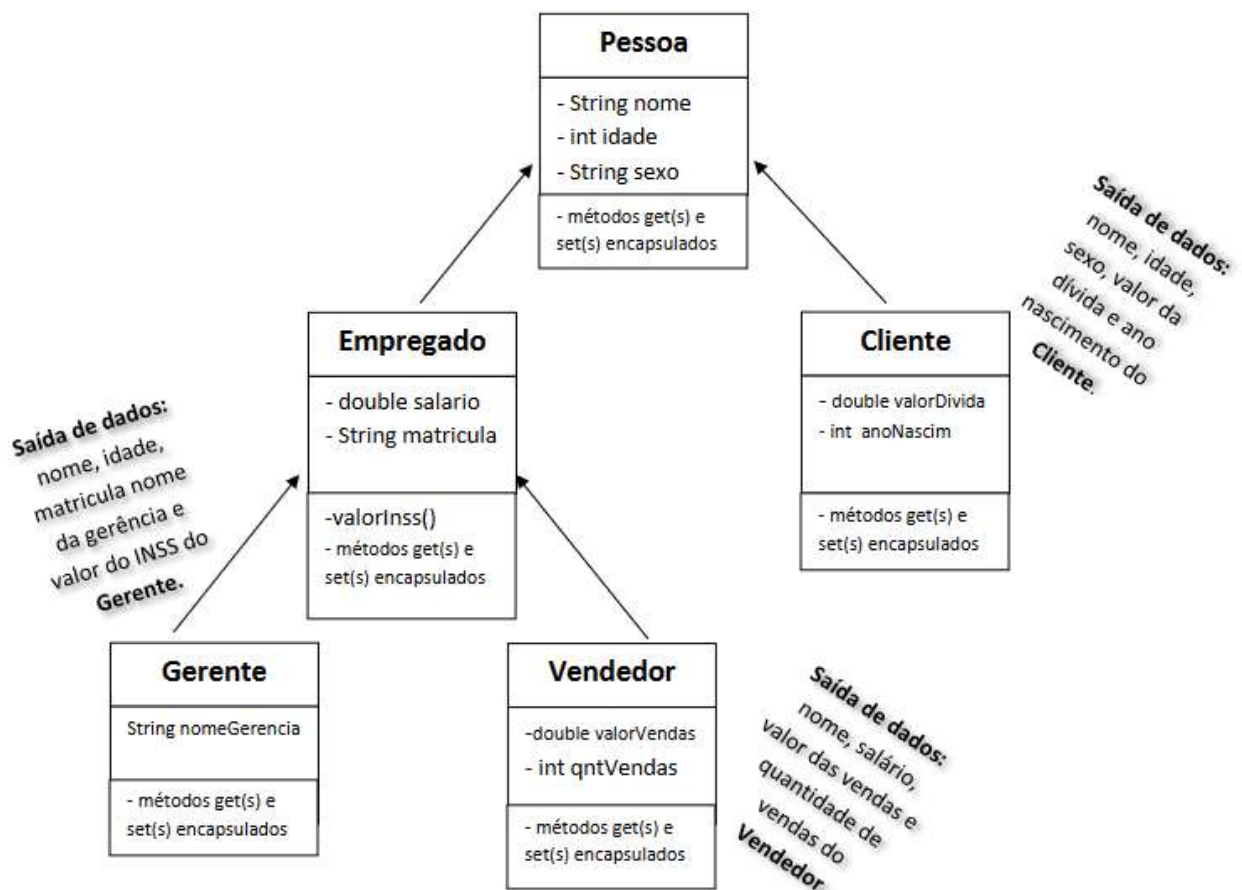 Pessoa
- String nome
- int idade
- String sexo
- métodos get(s) e
set(s) encapsulados
Saída de dados:
nome, idade,
sexo, valor da
dívida e ano
nascimento do
Cliente.
Empregado
- double salario
- String matricula
-valorInss()
- métodos get(s) e
set(s) encapsulados
Cliente
- double valorDivida
- int anoNascim
- métodos get(s) e
set(s) encapsulados
Saída de dados:
nome, idade,
matricula nome
da gerência e
valor do INSS do
Gerente.
Gerente
String nomeGerencia
- métodos get(s) e
set(s) encapsulados
Vendedor
-double valorVendas
- int qntVendas
- métodos get(s) e
set(s) encapsulados
Saída de dados:
nome, salário,
valor das vendas e
quantidade de
vendas do
Vendedor.